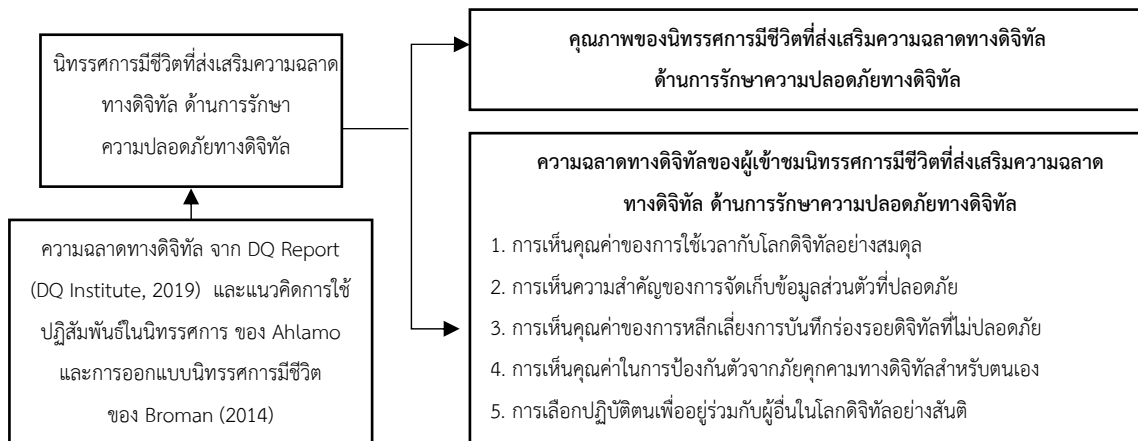 นิทรรศการมีชีวิตที่ส่งเสริมความฉลาด
ทางดิจิทัล ด้านการรักษา
ความปลอดภัยทางดิจิทัล
ความฉลาดทางดิจิทัล จาก DQ Report
(DQ Institute, 2019) และแนวคิดการใช้
ปฏิสัมพันธ์ในนิทรรศการ ของ Ahlamo
และการออกแบบนิทรรศการมีชีวิต
ของ Broman (2014)
คุณภาพของนิทรรศการมีชีวิตที่ส่งเสริมความฉลาดทางดิจิทัล
ด้านการรักษาความปลอดภัยทางดิจิทัล
ความฉลาดทางดิจิทัลของผู้เข้าชมนิทรรศการมีชีวิตที่ส่งเสริมความฉลาด
ทางดิจิทัล ด้านการรักษาความปลอดภัยทางดิจิทัล
1. การเห็นคุณค่าของการใช้เวลากับโลกดิจิทัลอย่างสมดุล
2. การเห็นความสำคัญของการจัดเก็บข้อมูลส่วนตัวที่ปลอดภัย
3. การเห็นคุณค่าของการหลีกเลี่ยงการบันทึกร่องรอยดิจิทัลที่ไม่ปลอดภัย
4. การเห็นคุณค่าในการป้องกันตัวจากภัยคุกคามทางดิจิทัลสำหรับตนเอง
5. การเลือกปฏิบัติตนเพื่ออยู่ร่วมกับผู้อื่นในโลกดิจิทัลอย่างสันติ